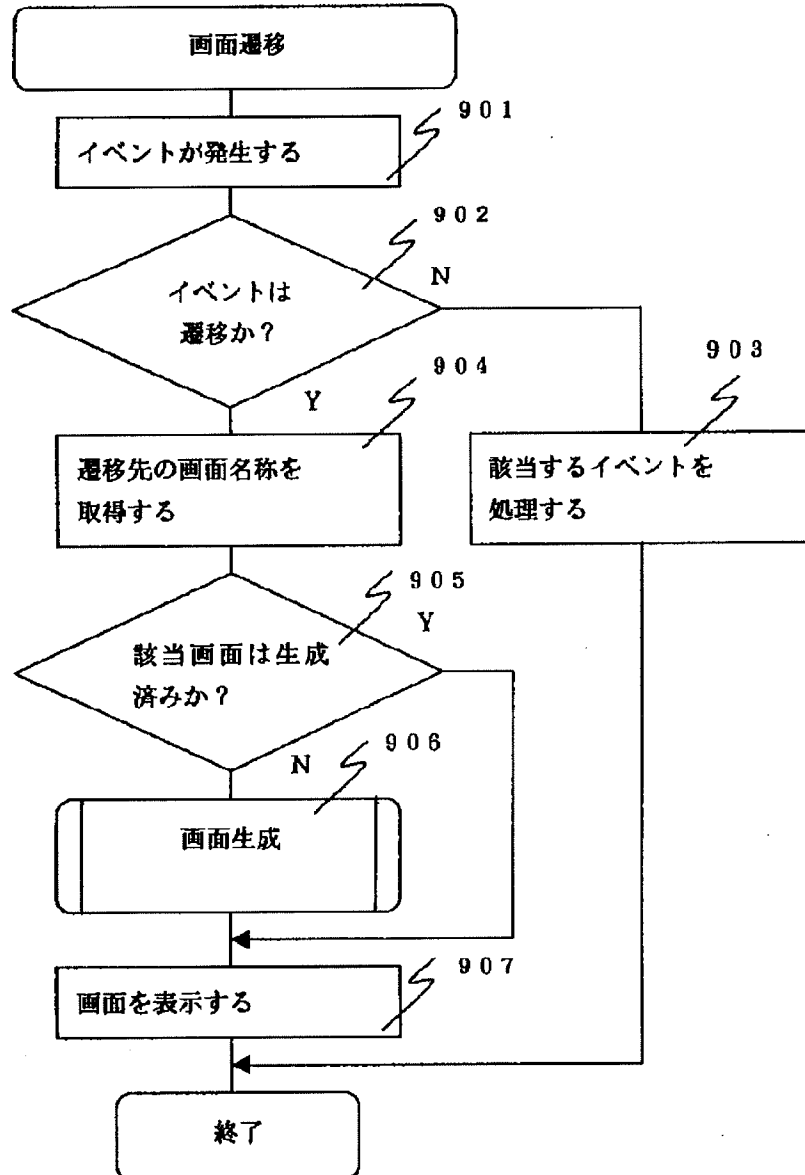 画面遷移
901
イベントが発生する
902
イベントは
遷移か？
N
Y
903
該当するイベントを
処理する
904
遷移先の画面名称を
取得する
905
該当画面は生成
済みか？
Y
N
906
画面生成
907
画面を表示する
終了